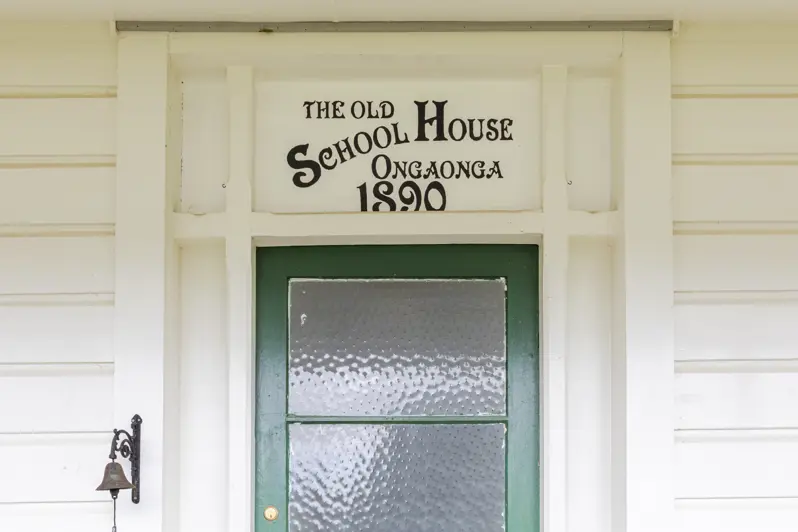 THE OLD
SCHOOL HOUSE
ONGAONGA
1890